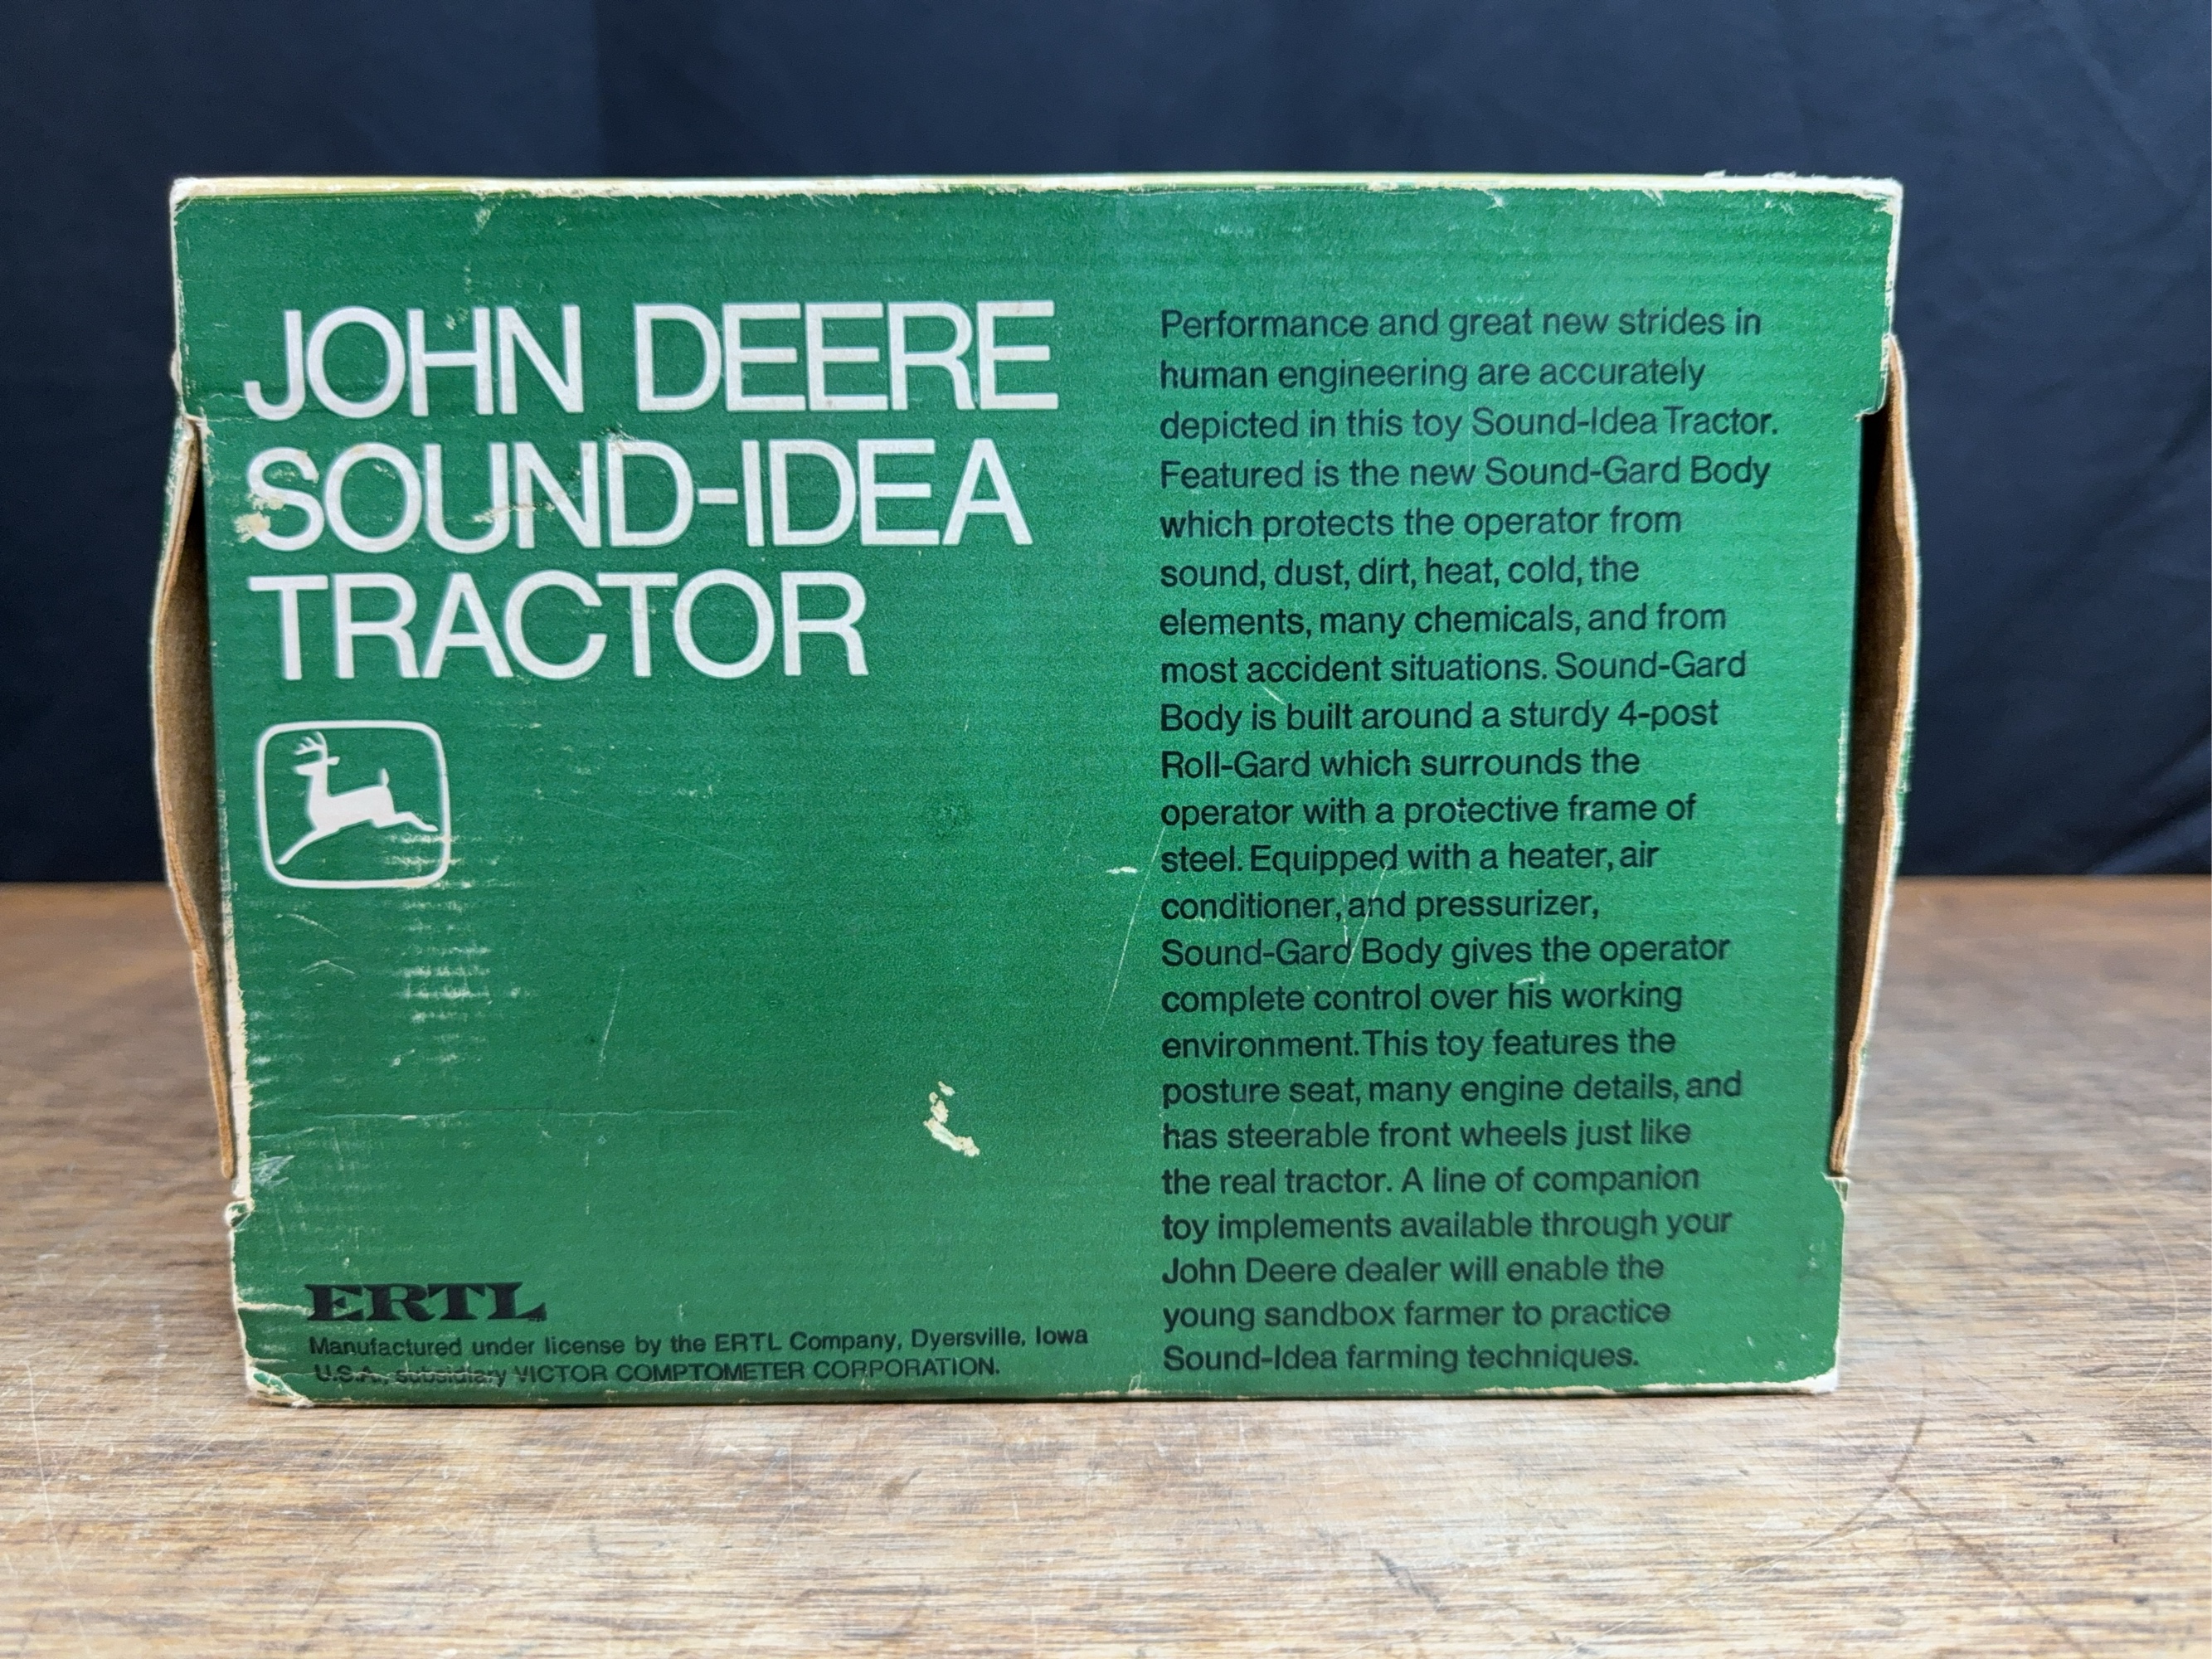 JOHN DEERE
SOUND-IDEA
TRACTOR
ERTL
Manufactured under license by the ERTL Company, Dyersville, Iowa
U.S.A., subsidiary VICTOR COMPTOMETER CORPORATION.
Performance and great new strides in
human engineering are accurately
depicted in this toy Sound-Idea Tractor.
Featured is the new Sound-Gard Body
which protects the operator from
sound, dust, dirt, heat, cold, the
elements, many chemicals, and from
most accident situations. Sound-Gard
Body is built around a sturdy 4-post
Roll-Gard which surrounds the
operator with a protective frame of
steel. Equipped with a heater, air
conditioner, and pressurizer,
Sound-Gard Body gives the operator
complete control over his working
environment. This toy features the
posture seat, many engine details, and
has steerable front wheels just like
the real tractor. A line of companion
toy implements available through your
John Deere dealer will enable the
young sandbox farmer to practice
Sound-Idea farming techniques.